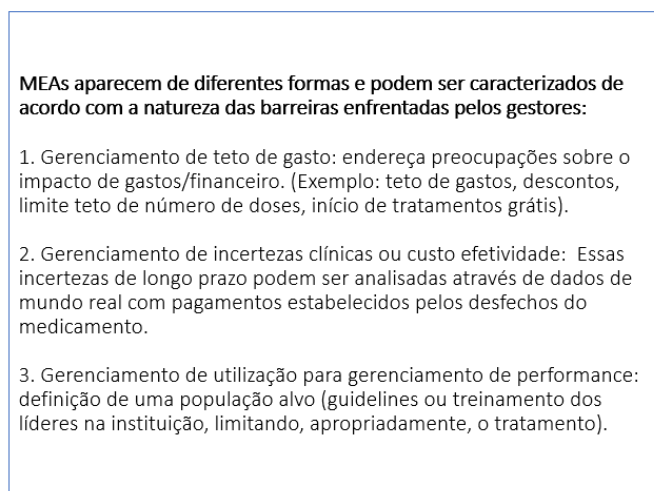 MEAs aparecem de diferentes formas e podem ser caracterizados de
acordo com a natureza das barreiras enfrentadas pelos gestores:
1. Gerenciamento de teto de gasto: endereça preocupações sobre o
impacto de gastos/financeiro. (Exemplo: teto de gastos, descontos,
limite teto de número de doses, início de tratamentos grátis).
2. Gerenciamento de incertezas clínicas ou custo efetividade:  Essas
incertezas de longo prazo podem ser analisadas através de dados de
mundo real com pagamentos estabelecidos pelos desfechos do
medicamento.
3. Gerenciamento de utilização para gerenciamento de performance:
definição de uma população alvo (guidelines ou treinamento dos
líderes na instituição, limitando, apropriadamente, o tratamento).